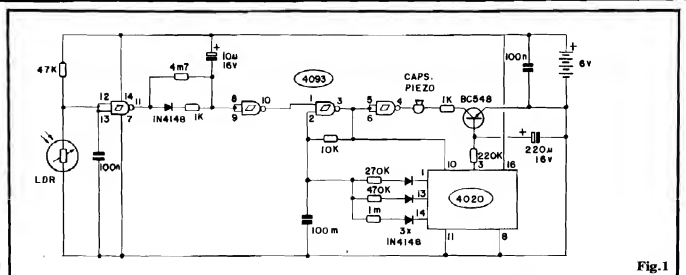 47K
LDR
12
13
14
7
11
100n
4m7
1N4148
1K
10µ
16V
8
9
10
4093
1
2
3
10K
5
6
4
CAPS.
PIEZO
1K
BC548
100n
6V
220K
220µ
16V
100m
270K
470K
1m
1
13
14
3x
1N4148
10
3
16
4020
11
8
Fig.1